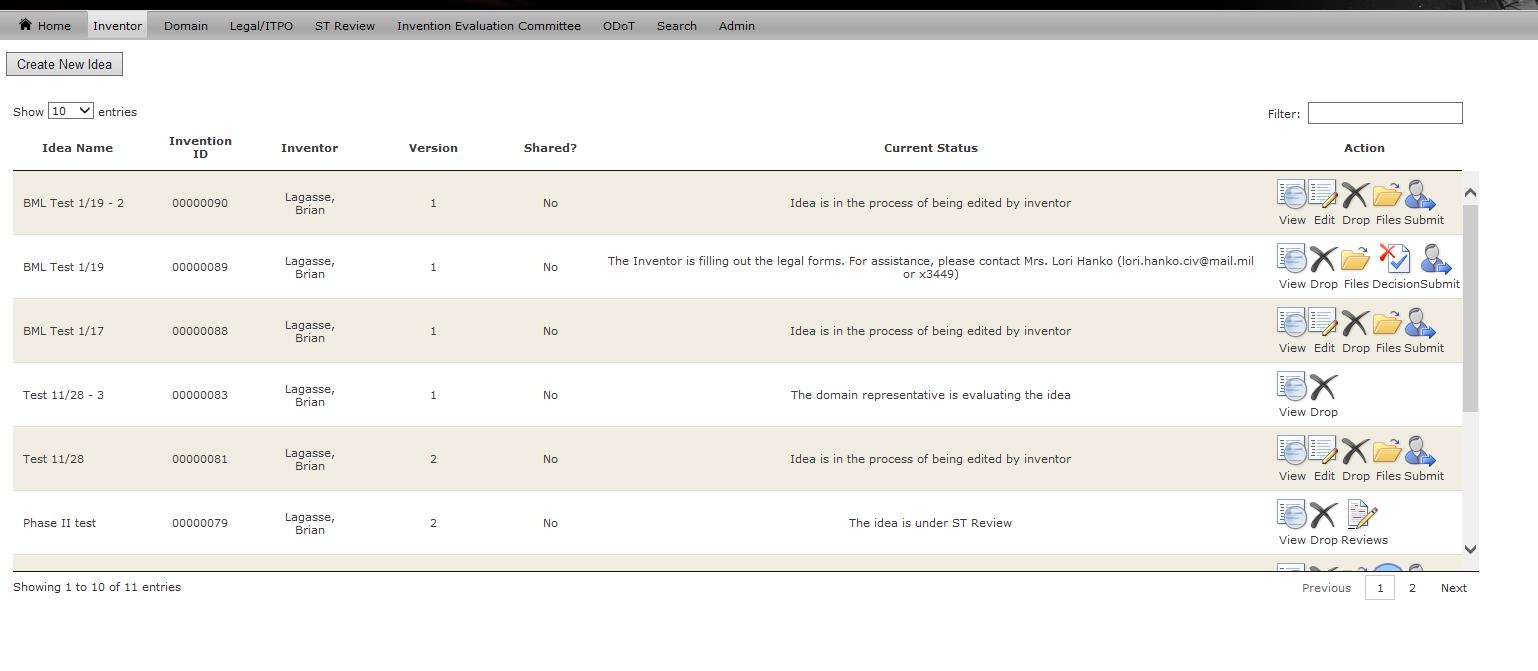 Home Inventor Domain Legal/ITPO ST Review Invention Evaluation Committee ODoT Search Admin
Create New Idea
Show 10 entries
Filter:
Idea Name Invention ID Inventor Version Shared? Current Status Action
BML Test 1/19 - 2 00000090 Lagasse, Brian 1 No Idea is in the process of being edited by inventor
View Edit Drop Files Submit
BML Test 1/19 00000089 Lagasse, Brian 1 No The Inventor is filling out the legal forms. For assistance, please contact Mrs. Lori Hanko (lori.hanko.civ@mail.mil
or x3449)
View Drop Files Decision Submit
BML Test 1/17 00000088 Lagasse, Brian 1 No Idea is in the process of being edited by inventor
View Edit Drop Files Submit
Test 11/28 - 3 00000083 Lagasse, Brian 1 No The domain representative is evaluating the idea
View Drop
Test 11/28 00000081 Lagasse, Brian 2 No Idea is in the process of being edited by inventor
View Edit Drop Files Submit
Phase II test 00000079 Lagasse, Brian 2 No The idea is under ST Review
View Drop Reviews
Showing 1 to 10 of 11 entries
Previous 1 2 Next